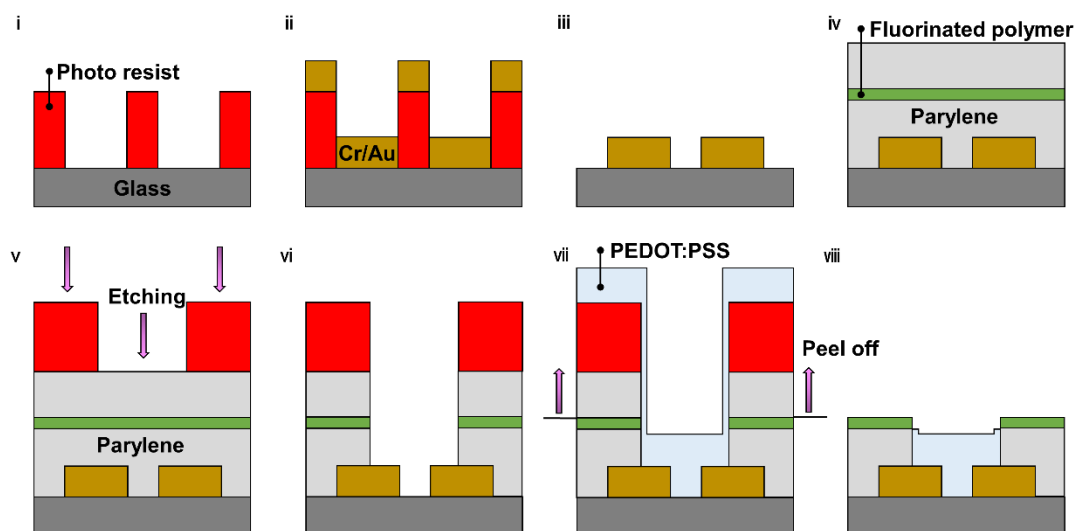 i
Photo resist
Glass
ii
Cr/Au
iii
iv
Fluorinated polymer
Parylene
v
Etching
Parylene
vi
vii
PEDOT:PSS
Peel off
viii